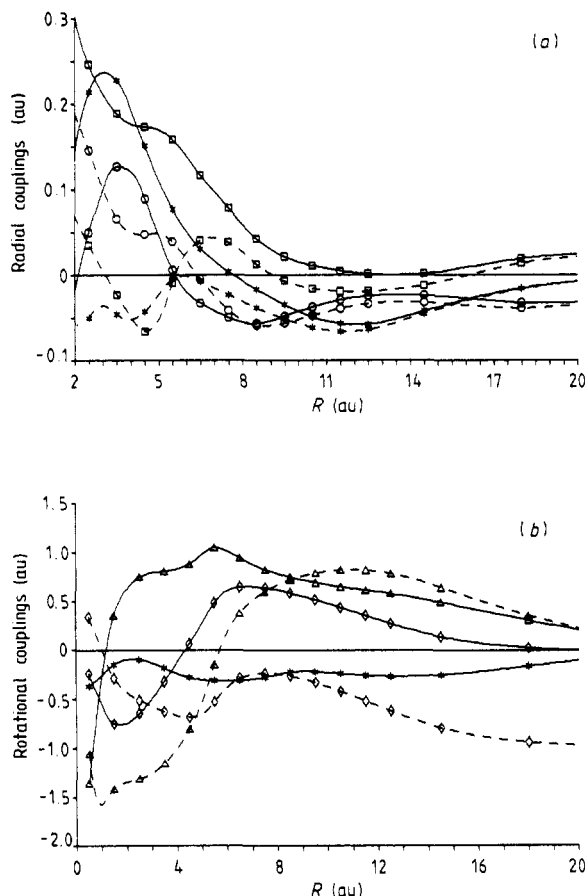 0.3
(a)
0.2
Radial couplings (au)
0.1
0
-0.1
2 5 8 11 14 17 20
R (au)
1.5
(b)
1.0
0.5
Rotational couplings (au)
0
-0.5
-1.0
-1.5
-2.0
0 4 8 12 16 20
R (au)